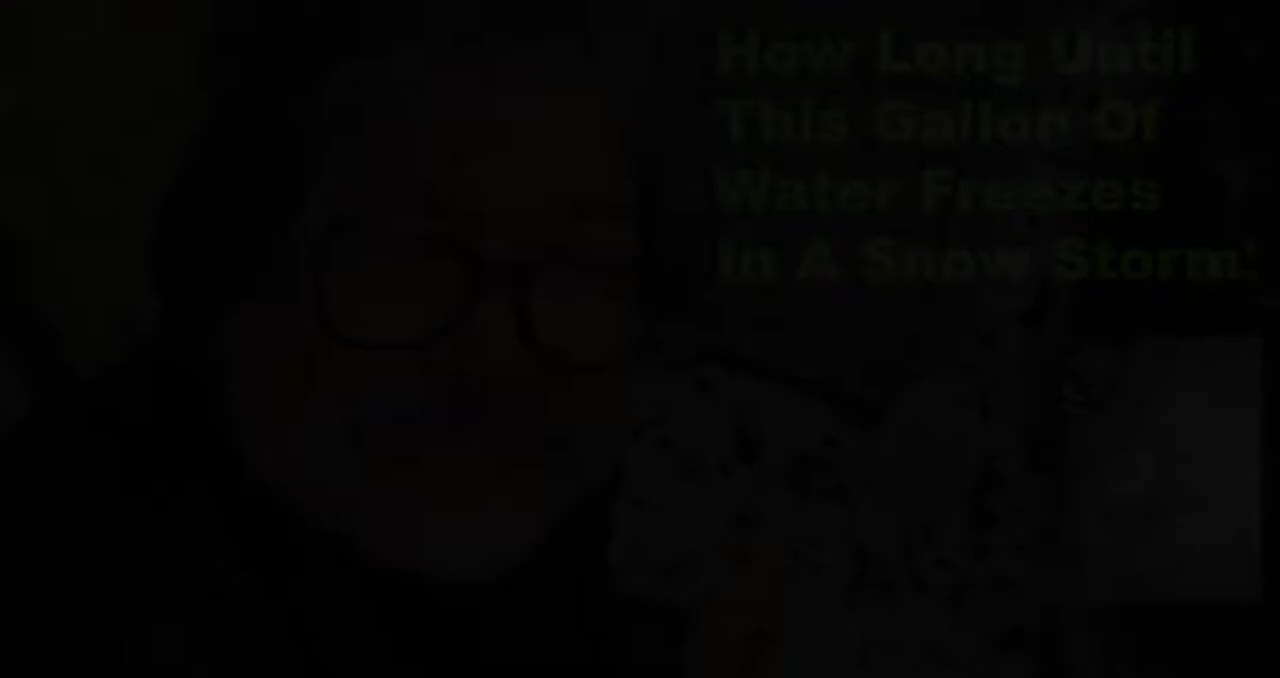 How Long Until
This Gallon Of
Water Freezes
In A Snow Storm?